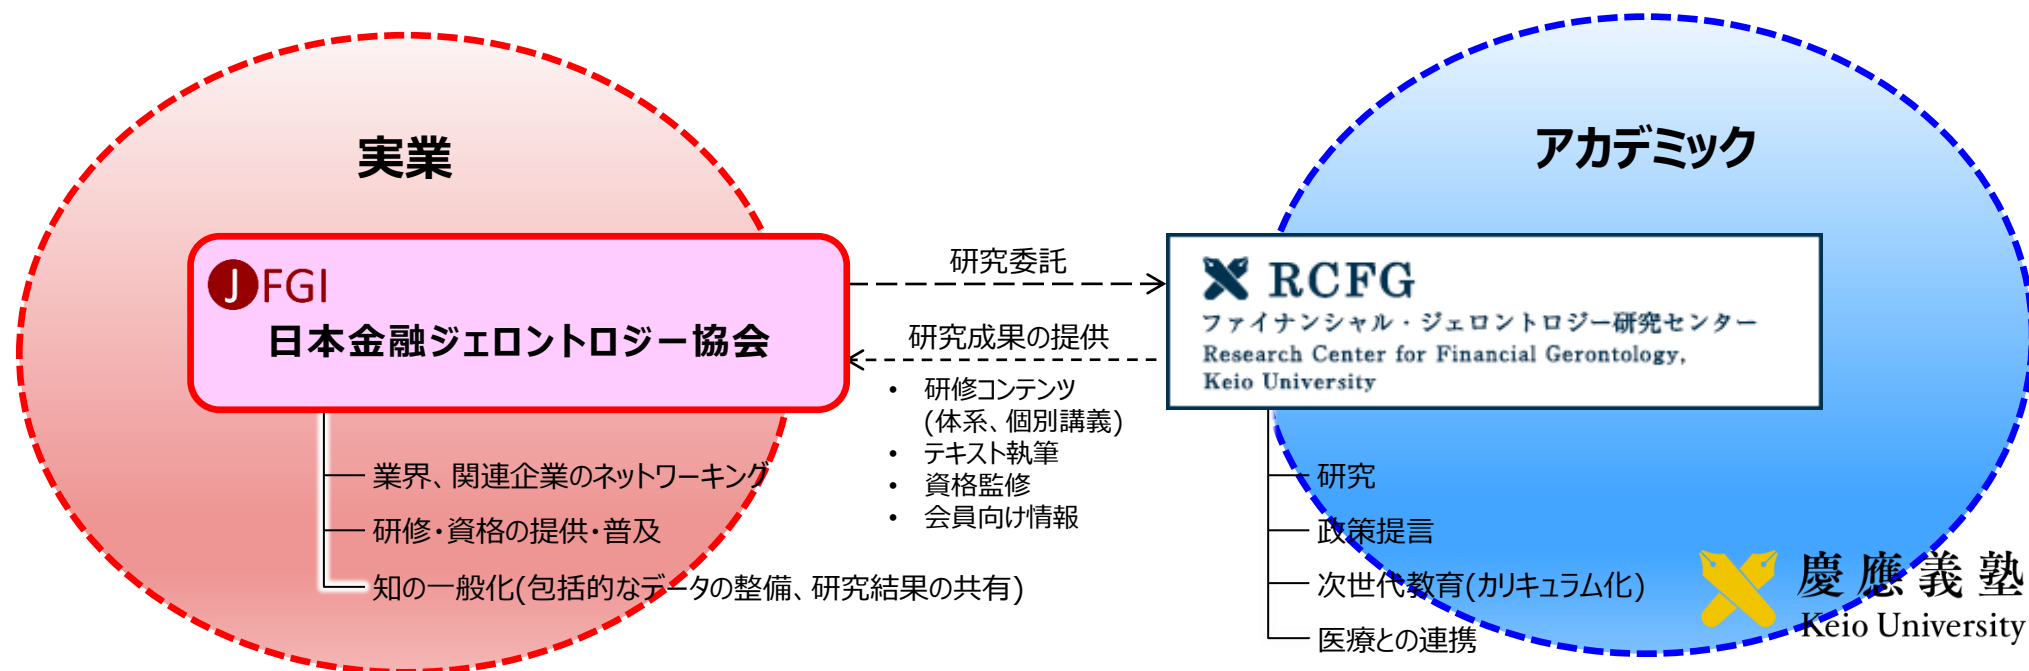 実業
JFGI
日本金融ジェロントロジー協会
業界、関連企業のネットワーキング
研修・資格の提供・普及
知の一般化(包括的なデータの整備、研究結果の共有)
研究委託
研究成果の提供
• 研修コンテンツ
(体系、個別講義)
• テキスト執筆
• 資格監修
• 会員向け情報
アカデミック
RCFG
ファイナンシャル・ジェロントロジー研究センター
Research Center for Financial Gerontology,
Keio University
研究
政策提言
次世代教育(カリキュラム化)
医療との連携
慶應義塾
Keio University